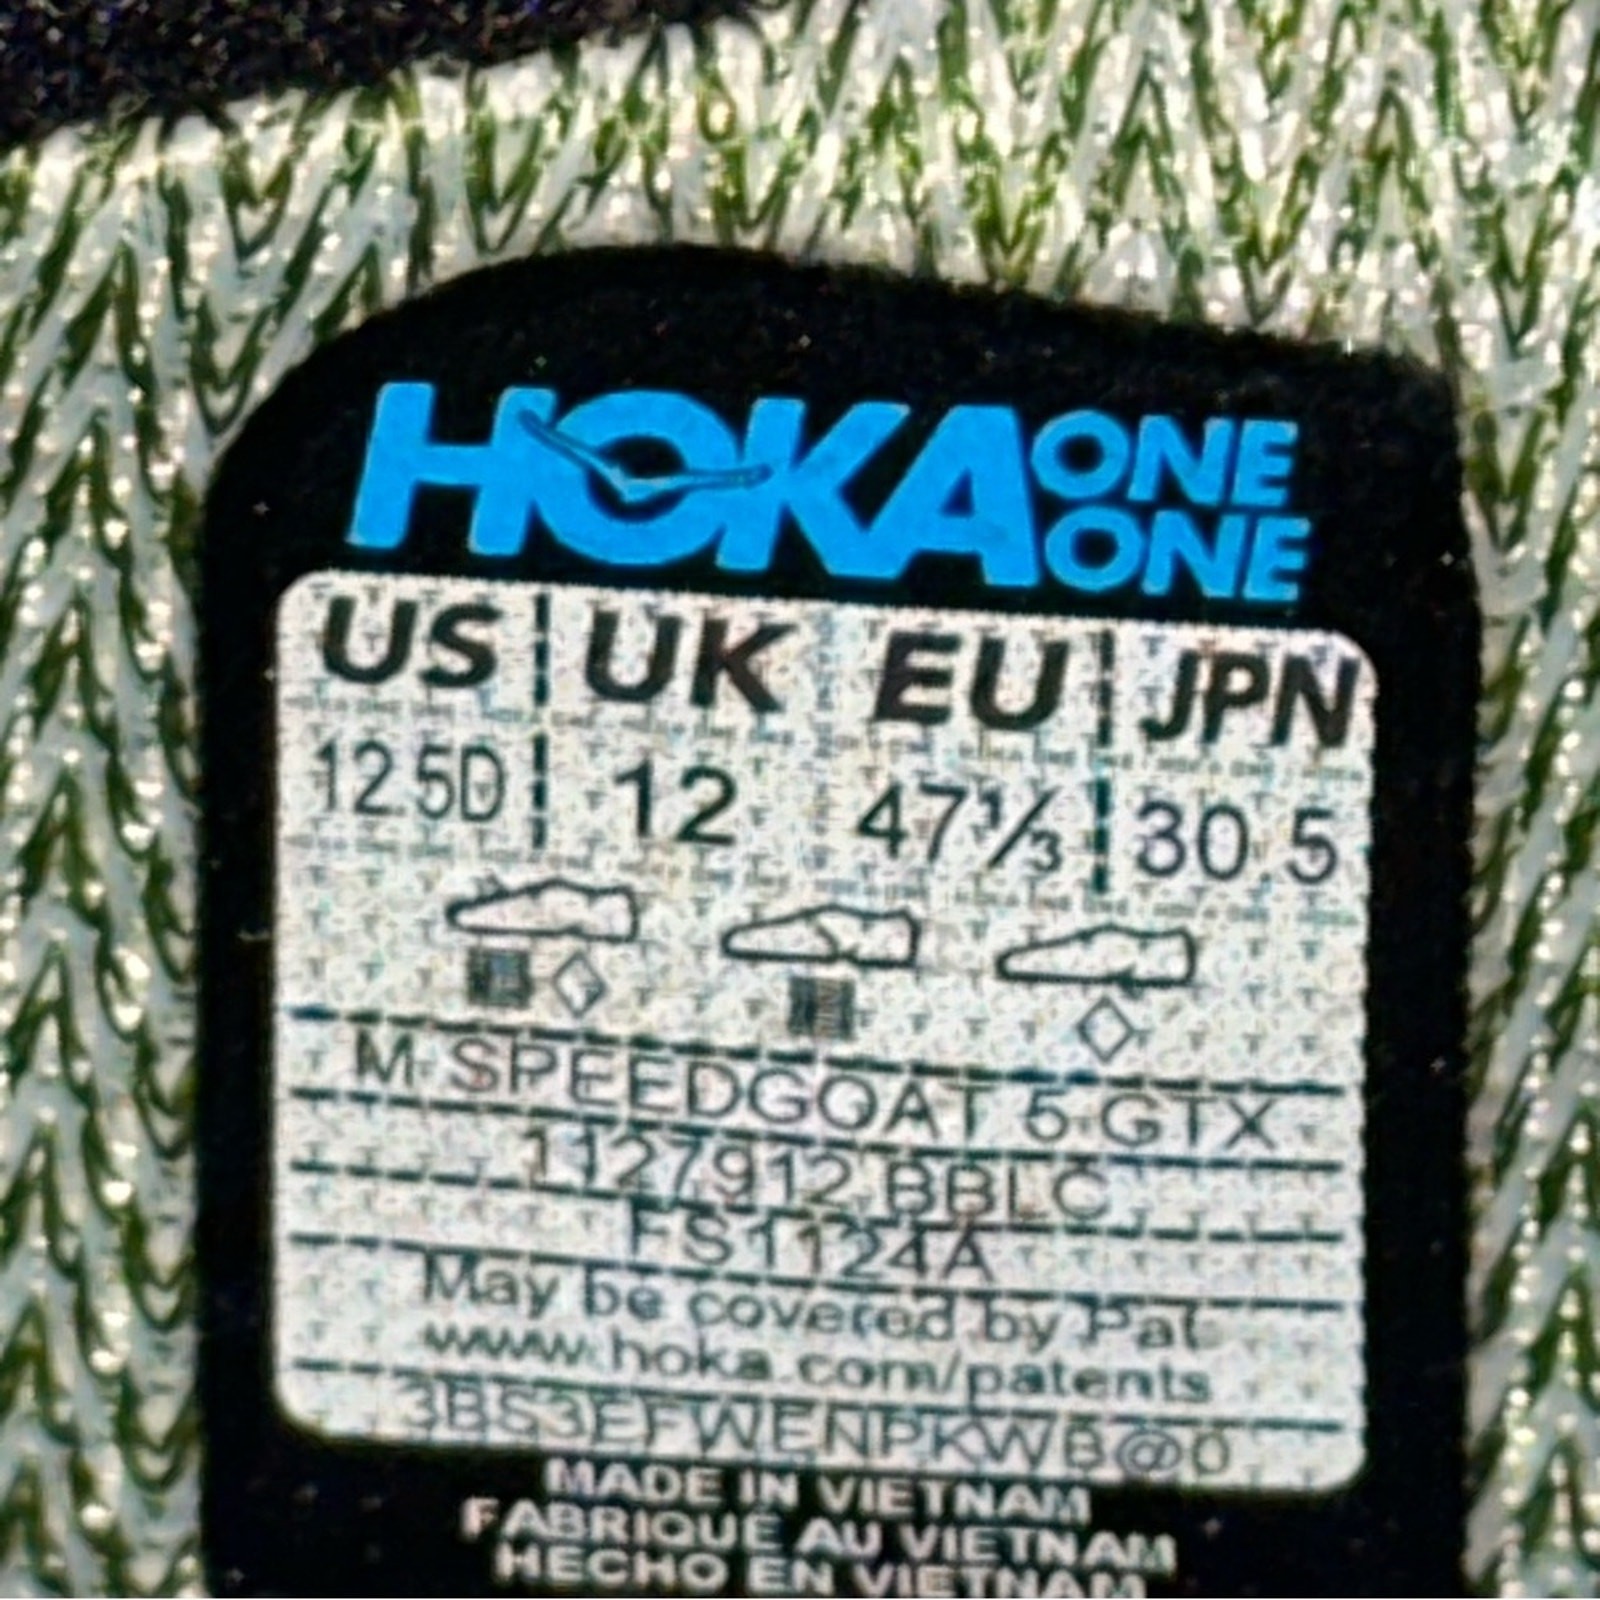 HOKA ONE ONE
US UK EU JPN
12.5D 12 47⅓ 30.5
M SPEEDGOAT 5 GTX
1127912 BBLC
FS1124A
May be covered by Pat
www.hoka.com/patents
3BS3EFWENPKWB@0
MADE IN VIETNAM
FABRIQUÉ AU VIETNAM
HECHO EN VIETNAM